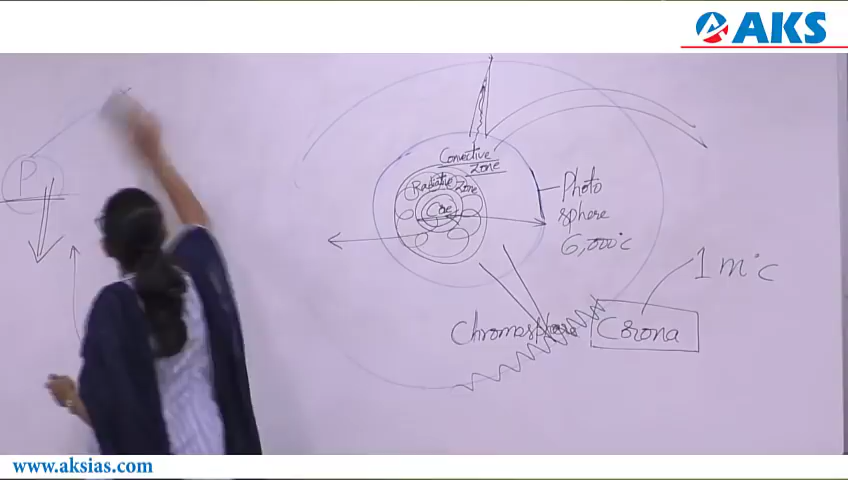 AKS
P
Convective
Zone
Radiative Zone
Core
Photo
sphere
6,000°C
1 m°C
Chromosphere
Corona
www.aksias.com